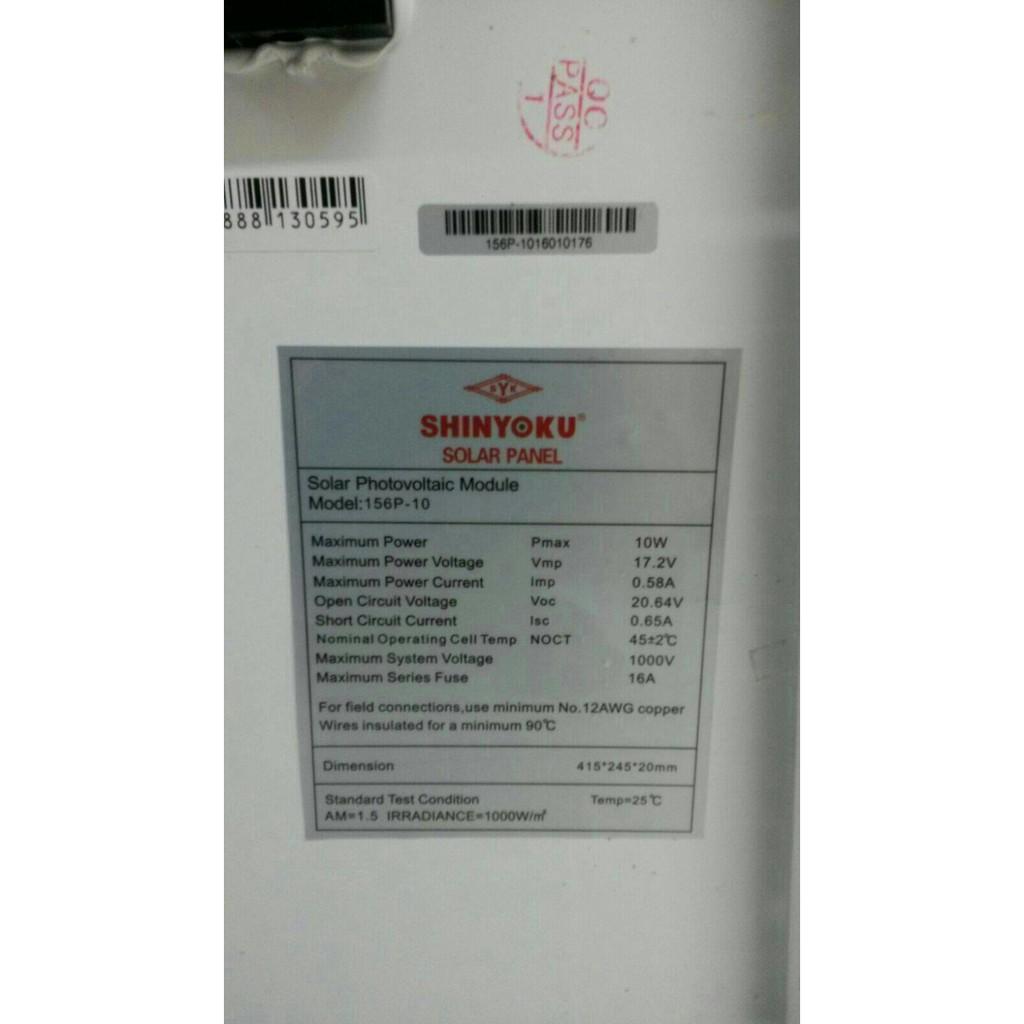 QC
PASS
1
888 130595
156P-1016010176
SYK
SHINYOKU®
SOLAR PANEL
Solar Photovoltaic Module
Model:156P-10
Maximum Power Pmax 10W
Maximum Power Voltage Vmp 17.2V
Maximum Power Current Imp 0.58A
Open Circuit Voltage Voc 20.64V
Short Circuit Current Isc 0.65A
Nominal Operating Cell Temp NOCT 45±2℃
Maximum System Voltage 1000V
Maximum Series Fuse 16A
For field connections,use minimum No.12AWG copper
Wires insulated for a minimum 90℃
Dimension 415*245*20mm
Standard Test Condition Temp=25℃
AM=1.5 IRRADIANCE=1000W/㎡